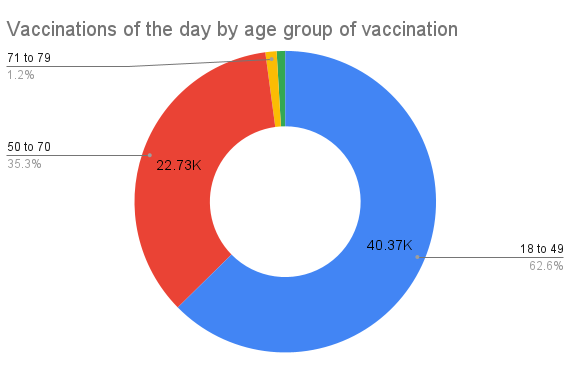 Vaccinations of the day by age group of vaccination
71 to 79
1.2%
50 to 70
35.3%
22.73K
40.37K
18 to 49
62.6%